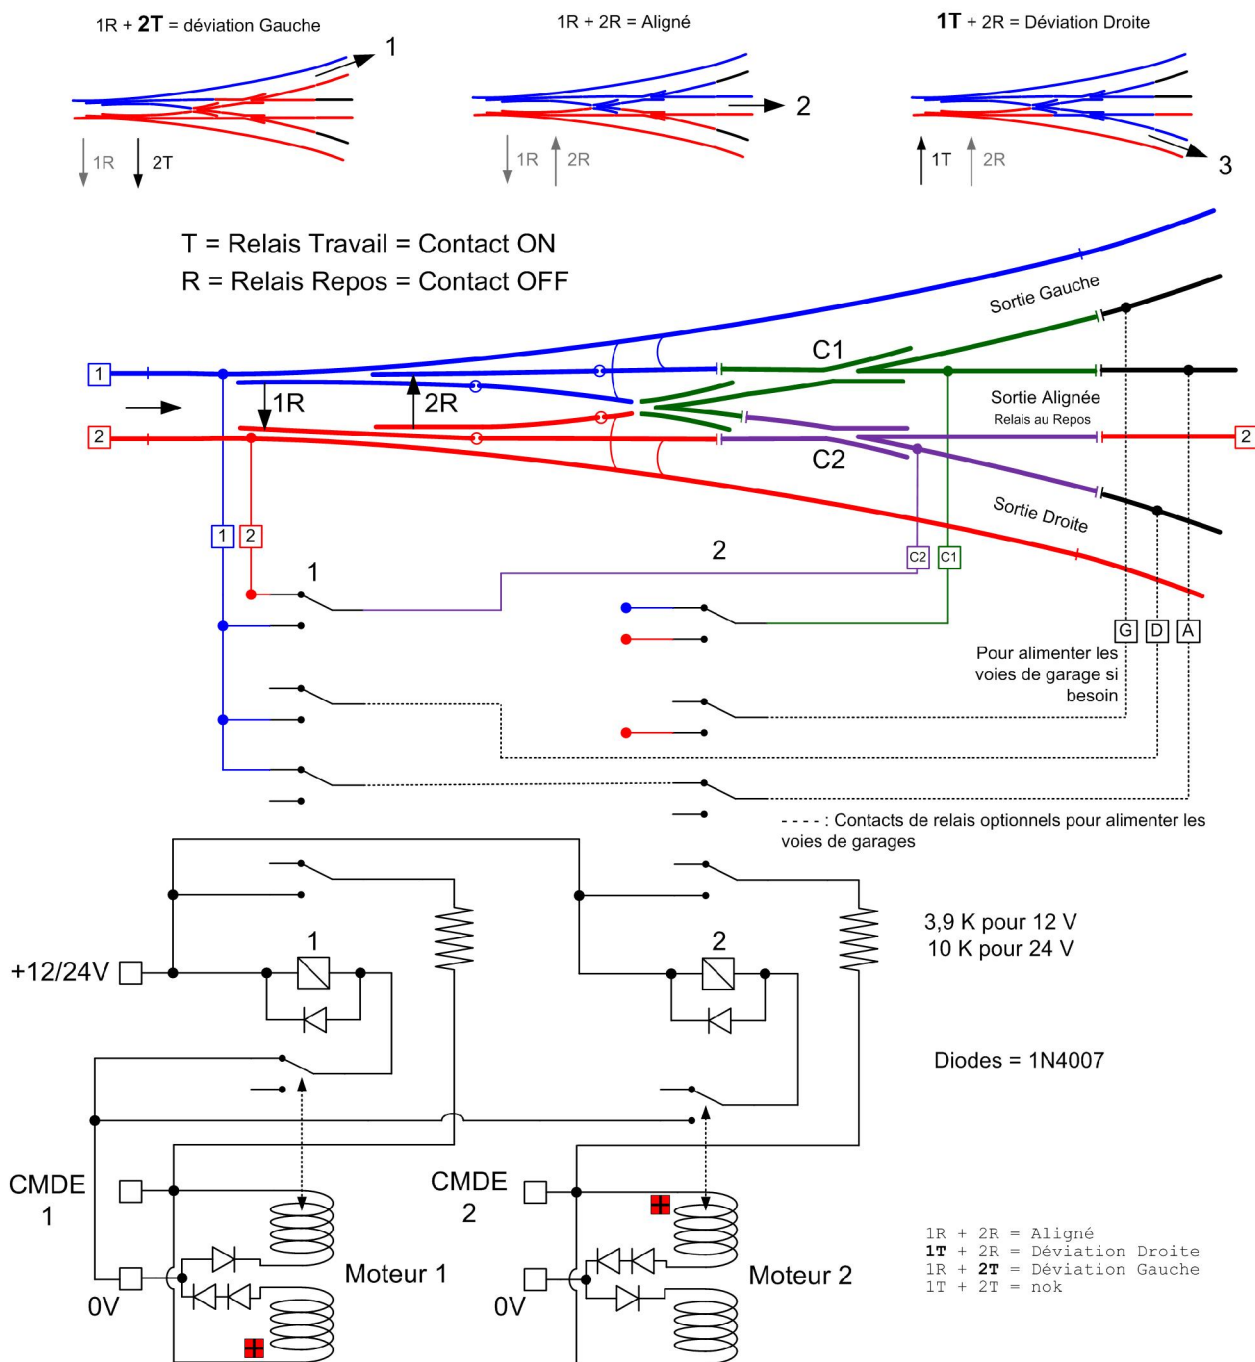 1R + 2T = déviation Gauche
1R + 2R = Aligné
1T + 2R = Déviation Droite
1
2
3
1R
2T
1R
2R
1T
2R
T = Relais Travail = Contact ON
R = Relais Repos = Contact OFF
Sortie Gauche
1
C1
1R
2R
Sortie Alignée
Relais au Repos
2
2
C2
Sortie Droite
1
2
1
2
C2
C1
G
D
A
Pour alimenter les
voies de garage si
besoin
- - - - : Contacts de relais optionnels pour alimenter les
voies de garages
3,9 K pour 12 V
10 K pour 24 V
1
2
+12/24V
Diodes = 1N4007
CMDE
1
CMDE
2
Moteur 1
Moteur 2
0V
0V
1R + 2R = Aligné
1T + 2R = Déviation Droite
1R + 2T = Déviation Gauche
1T + 2T = nok